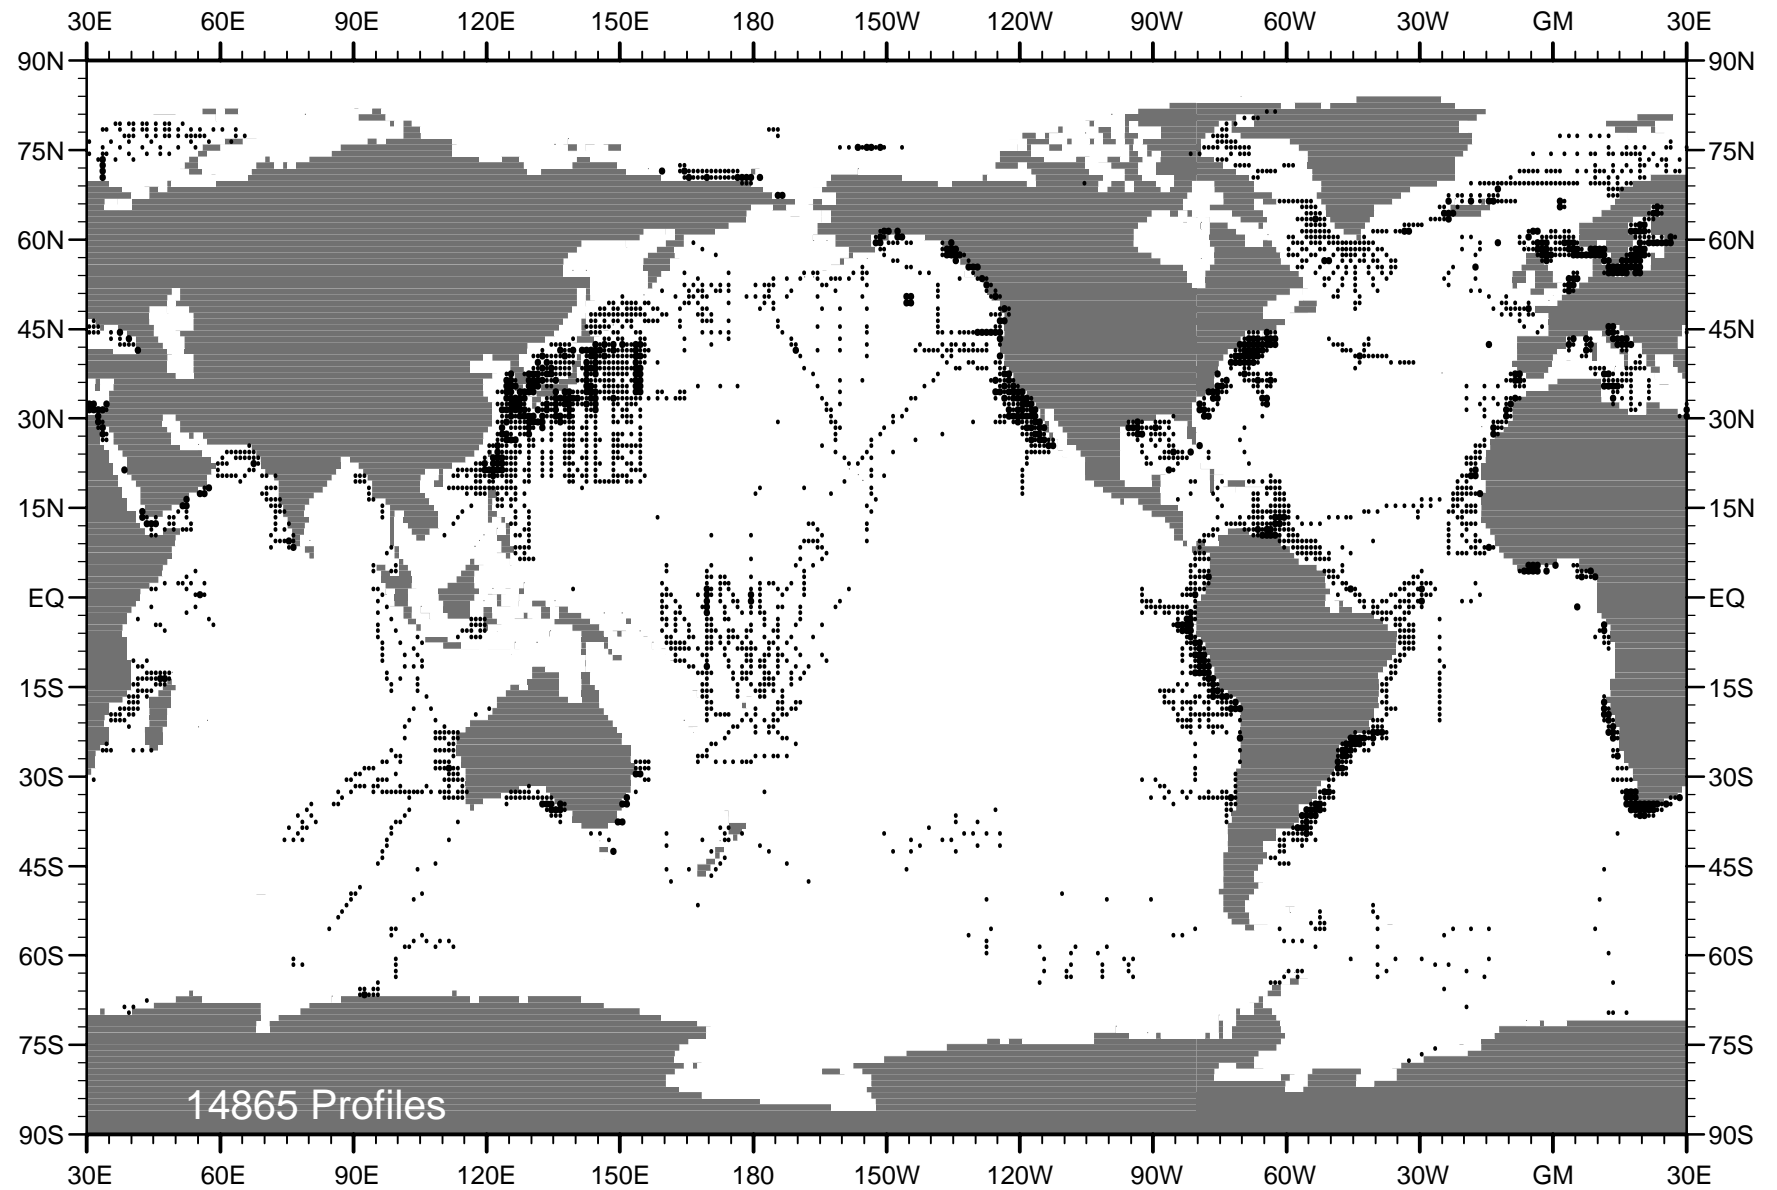 30E 60E 90E 120E 150E 180 150W 120W 90W 60W 30W GM 30E
90N 90N
75N 75N
60N 60N
45N 45N
30N 30N
15N 15N
EQ EQ
15S 15S
30S 30S
45S 45S
60S 60S
75S 75S
14865 Profiles
90S 90S
30E 60E 90E 120E 150E 180 150W 120W 90W 60W 30W GM 30E